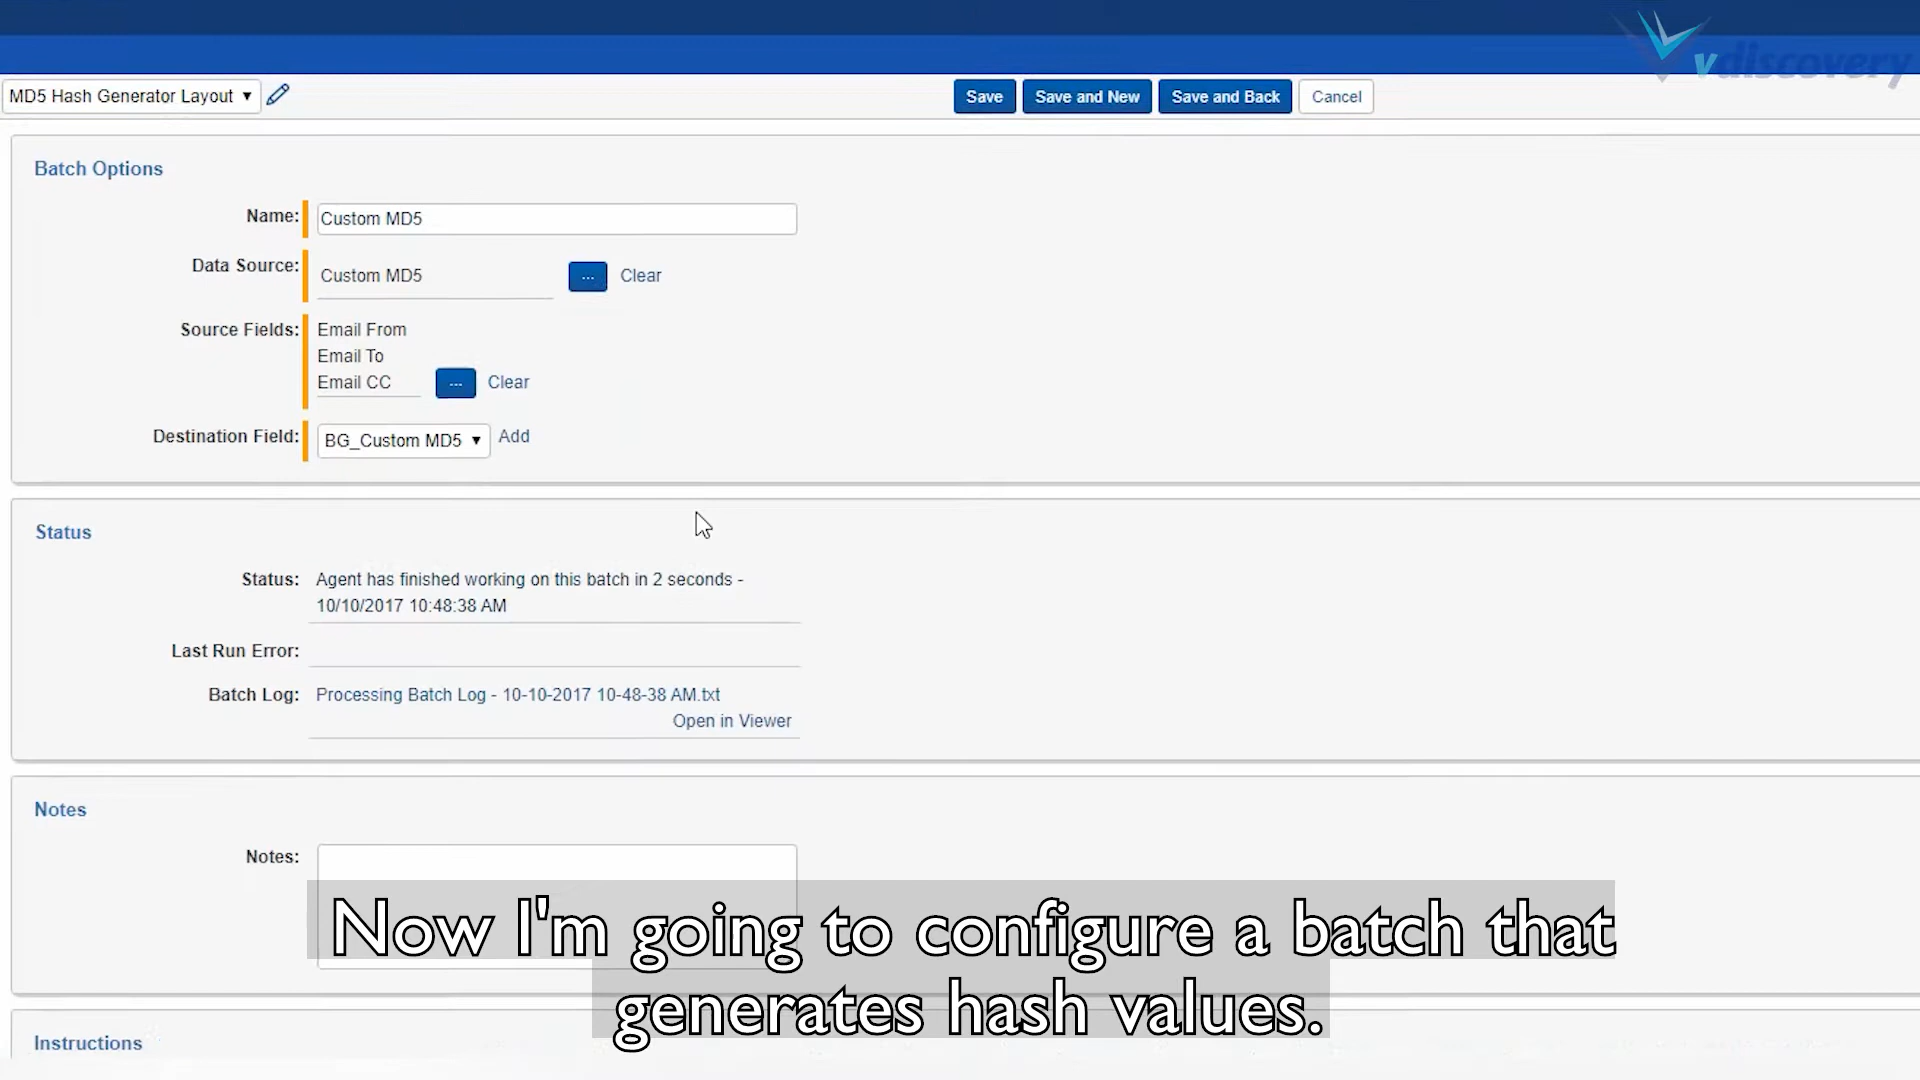 vdiscovery
MD5 Hash Generator Layout
Save Save and New Save and Back Cancel
Batch Options
Name: Custom MD5
Data Source: Custom MD5 ... Clear
Source Fields: Email From
Email To
Email CC ... Clear
Destination Field: BG_Custom MD5 Add
Status
Status: Agent has finished working on this batch in 2 seconds -
10/10/2017 10:48:38 AM
Last Run Error:
Batch Log: Processing Batch Log - 10-10-2017 10-48-38 AM.txt
Open in Viewer
Notes
Notes:
Now I'm going to configure a batch that
generates hash values.
Instructions